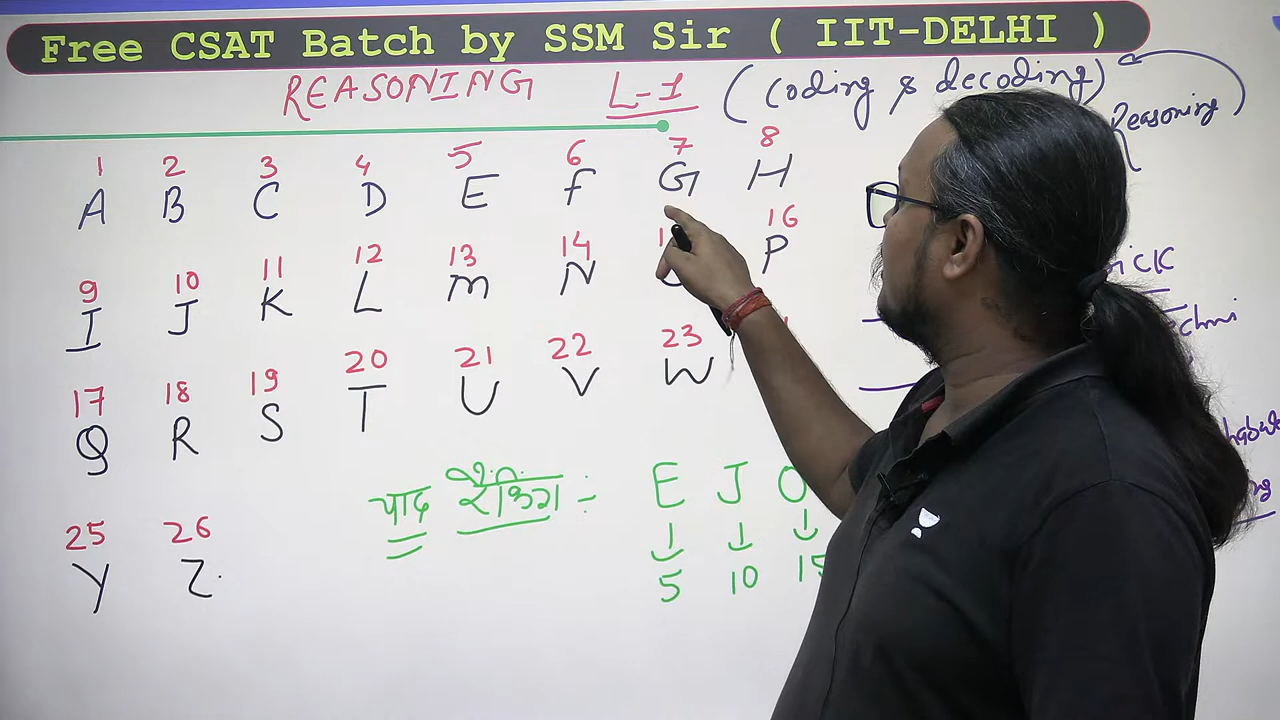 Free CSAT Batch by SSM Sir ( IIT-DELHI )
REASONING L-1 (coding & decoding)
Reasoning
1 2 3 4 5 6 7 8
A B C D E F G H
9 10 11 12 13 14 16
I J K L M N P
17 18 19 20 21 22 23
Q R S T U V W
याद :- E J O
5 10 15
25 26
Y Z